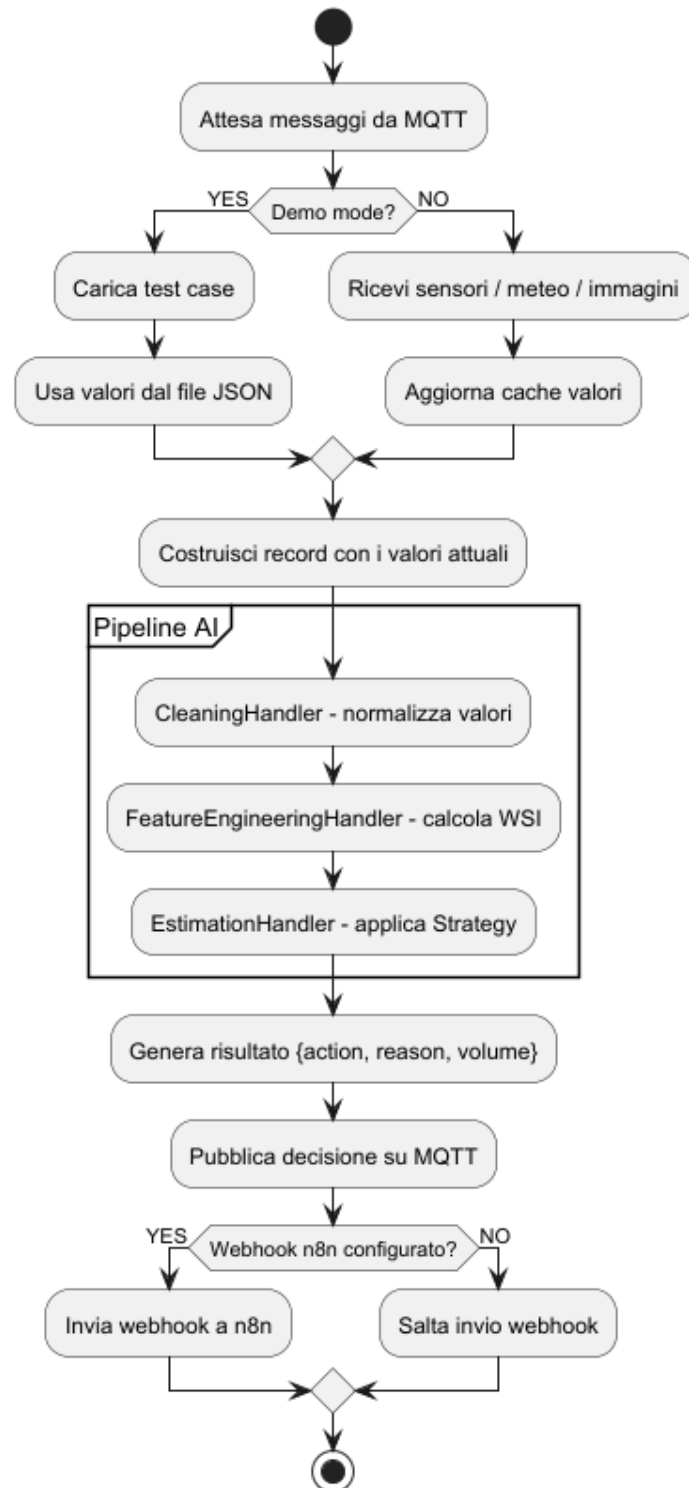 Attesa messaggi da MQTT
YES
Demo mode?
NO
Carica test case
Ricevi sensori / meteo / immagini
Usa valori dal file JSON
Aggiorna cache valori
Costruisci record con i valori attuali
Pipeline AI
CleaningHandler - normalizza valori
FeatureEngineeringHandler - calcola WSI
EstimationHandler - applica Strategy
Genera risultato {action, reason, volume}
Pubblica decisione su MQTT
YES
Webhook n8n configurato?
NO
Invia webhook a n8n
Salta invio webhook